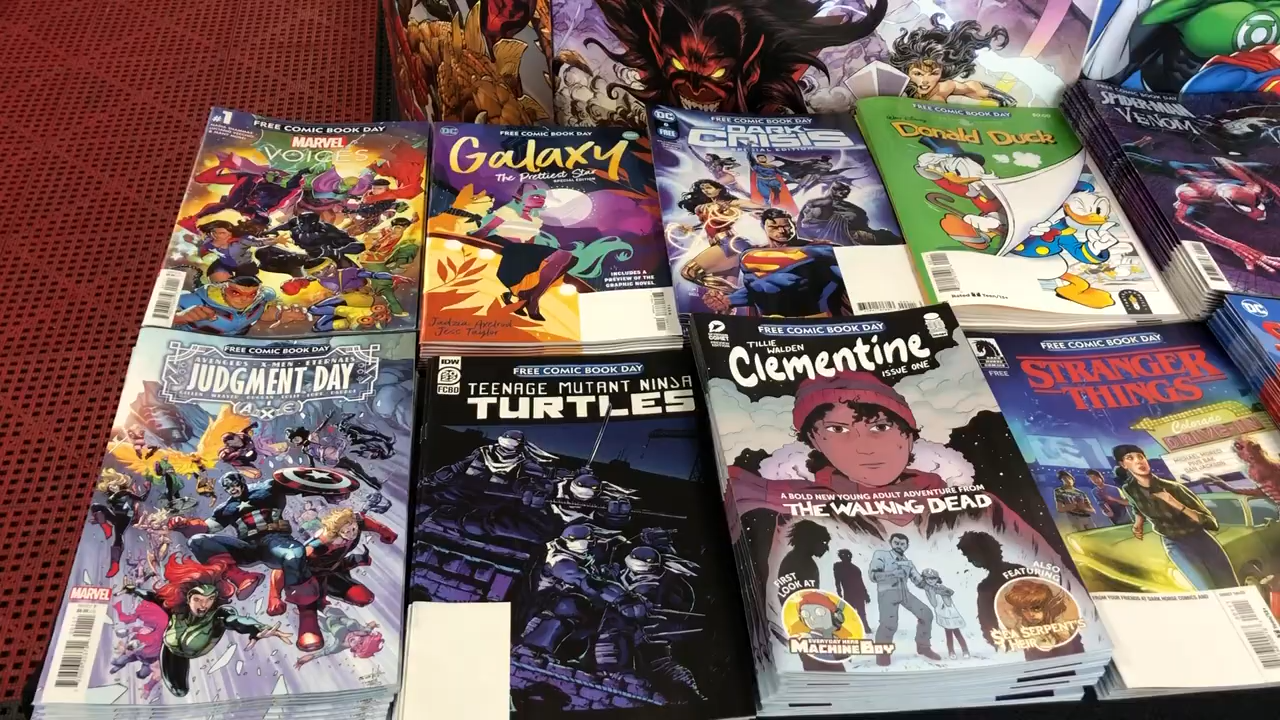 #1
FREE COMIC BOOK DAY
MARVEL
VOICES
DC
FREE COMIC BOOK DAY
Galaxy
The Prettiest Star
SPECIAL EDITION
INCLUDES A
PREVIEW OF THE
GRAPHIC NOVEL
Jadzia Axelrod
Jess Taylor
FREE
FREE COMIC BOOK DAY
DARK
CRISIS
SPECIAL EDITION
FREE COMIC BOOK DAY
Donald Duck
FREE COMIC BOOK DAY
SPIDER-MAN
VENOM
FREE COMIC BOOK DAY
AVENGERS X-MEN ETERNALS
JUDGMENT DAY
(A.X.E)
MARVEL
IDW
FCBD
FREE COMIC BOOK DAY
TEENAGE MUTANT NINJA
TURTLES
FREE COMIC BOOK DAY
TILLIE
WALDEN
Clementine
ISSUE ONE
A BOLD NEW YOUNG ADULT ADVENTURE FROM
THE WALKING DEAD
FIRST
LOOK AT
EVERYDAY HERO
MACHINE BOY
ALSO
FEATURING
SEA SERPENT'S
HEIR
FREE
FREE COMIC BOOK DAY
STRANGER
THINGS
Colorado
FROM YOUR FRIENDS AT DARK HORSE COMICS AND
DC